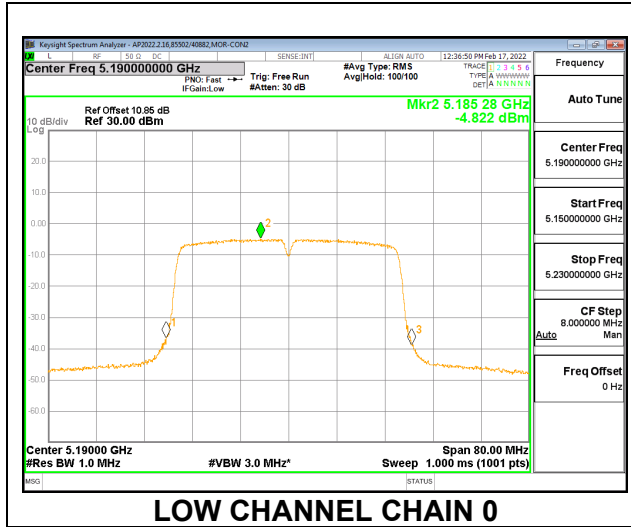 Keysight Spectrum Analyzer - AP2022.2.16,85502/40882,MOR-CON2
LXI L RF 50 Ω DC SENSE:INT ALIGN AUTO 12:36:50 PM Feb 17, 2022
Center Freq 5.190000000 GHz #Avg Type: RMS TRACE 1 2 3 4 5 6
PNO: Fast Trig: Free Run Avg|Hold: 100/100 TYPE A WWWWW
IFGain:Low #Atten: 30 dB DET A N N N N N
Ref Offset 10.85 dB Mkr2 5.185 28 GHz
10 dB/div Ref 30.00 dBm -4.822 dBm
Log
20.0
10.0
0.00
-10.0
-20.0
-30.0
-40.0
-50.0
-60.0
2
1
3
Center 5.19000 GHz Span 80.00 MHz
#Res BW 1.0 MHz #VBW 3.0 MHz* Sweep 1.000 ms (1001 pts)
MSG STATUS
Frequency
Auto Tune
Center Freq
5.190000000 GHz
Start Freq
5.150000000 GHz
Stop Freq
5.230000000 GHz
CF Step
8.000000 MHz
Auto Man
Freq Offset
0 Hz
LOW CHANNEL CHAIN 0